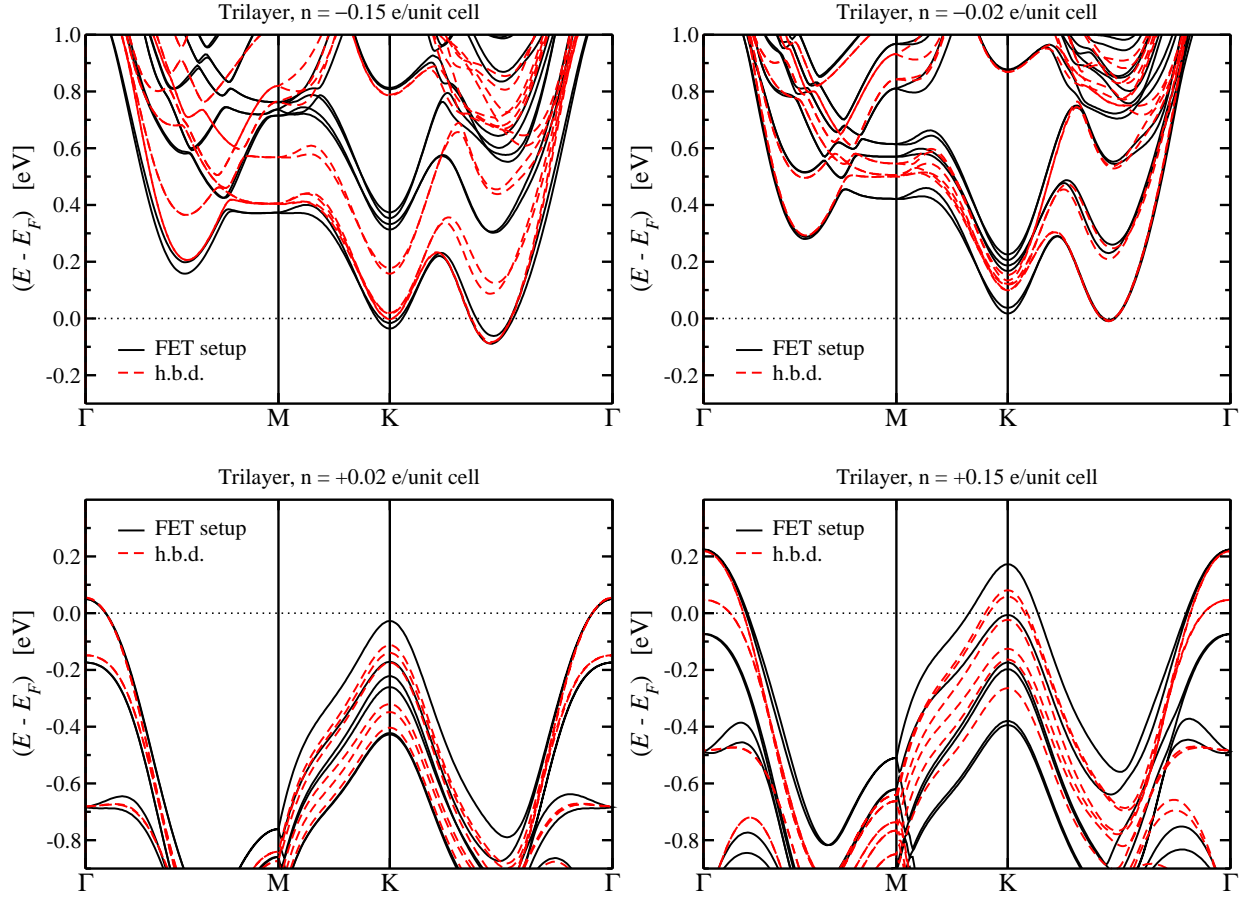 Trilayer, n = −0.15 e/unit cell
1.0
0.8
0.6
0.4
0.2
0.0
-0.2
(E - E_F) [eV]
FET setup
h.b.d.
Γ M K Γ
Trilayer, n = −0.02 e/unit cell
1.0
0.8
0.6
0.4
0.2
0.0
-0.2
(E - E_F) [eV]
FET setup
h.b.d.
Γ M K Γ
Trilayer, n = +0.02 e/unit cell
0.2
0.0
-0.2
-0.4
-0.6
-0.8
(E - E_F) [eV]
FET setup
h.b.d.
Γ M K Γ
Trilayer, n = +0.15 e/unit cell
0.2
0.0
-0.2
-0.4
-0.6
-0.8
(E - E_F) [eV]
FET setup
h.b.d.
Γ M K Γ